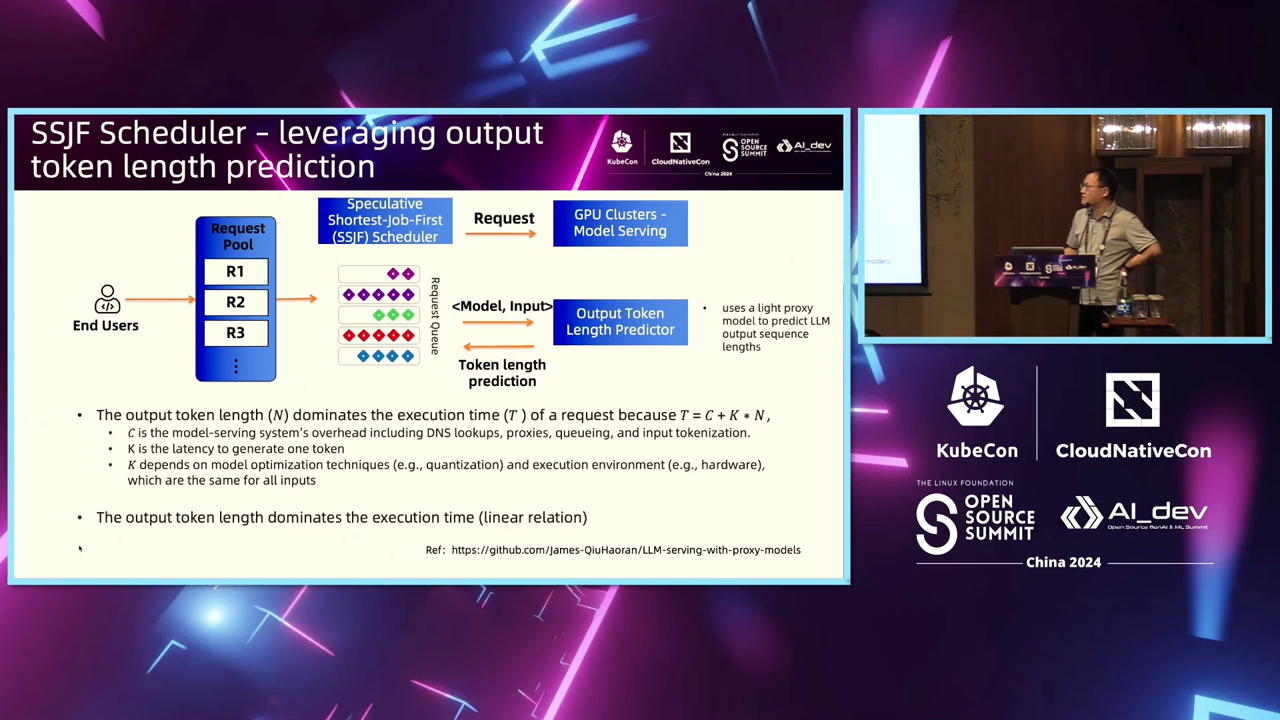 SSJF Scheduler – leveraging output
token length prediction
KubeCon
CloudNativeCon
THE LINUX FOUNDATION
OPEN
SOURCE
SUMMIT
AI_dev
China 2024
Speculative
Shortest-Job-First
(SSJF) Scheduler
Request
GPU Clusters –
Model Serving
Request
Pool
R1
R2
R3
End Users
Request Queue
<Model, Input>
Token length
prediction
Output Token
Length Predictor
• uses a light proxy
model to predict LLM
output sequence
lengths
• The output token length (N) dominates the execution time (T ) of a request because T = C + K * N ,
• C is the model-serving system's overhead including DNS lookups, proxies, queueing, and input tokenization.
• K is the latency to generate one token
• K depends on model optimization techniques (e.g., quantization) and execution environment (e.g., hardware),
which are the same for all inputs
• The output token length dominates the execution time (linear relation)
Ref: https://github.com/James-QiuHaoran/LLM-serving-with-proxy-models
models
KubeCon
CloudNativeCon
THE LINUX FOUNDATION
OPEN
SOURCE
SUMMIT
AI_dev
Open Source GenAI & ML Summit
China 2024